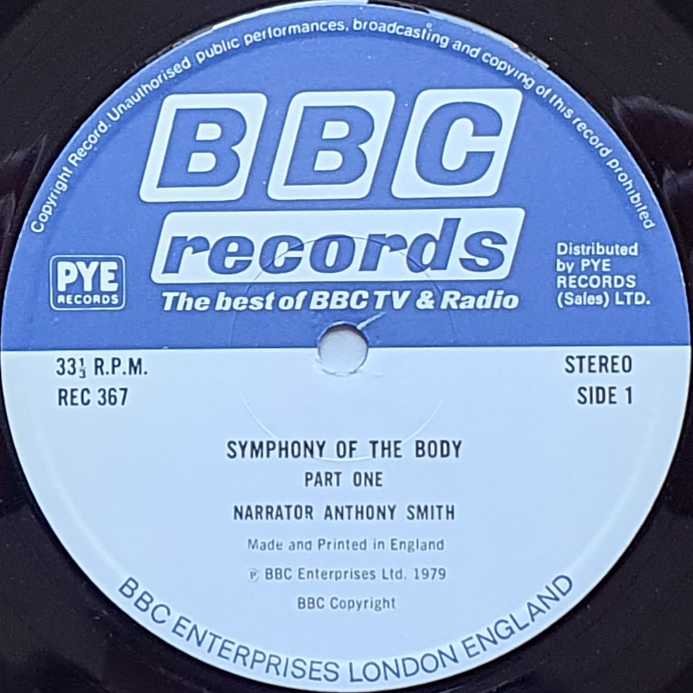 Copyright Record. Unauthorised public performances, broadcasting and copying of this record prohibited
BBC
records
The best of BBC TV & Radio
PYE
RECORDS
Distributed
by PYE
RECORDS
(Sales) LTD.
33⅓ R.P.M.
REC 367
STEREO
SIDE 1
SYMPHONY OF THE BODY
PART ONE
NARRATOR ANTHONY SMITH
Made and Printed in England
℗ BBC Enterprises Ltd. 1979
BBC Copyright
BBC ENTERPRISES LONDON ENGLAND